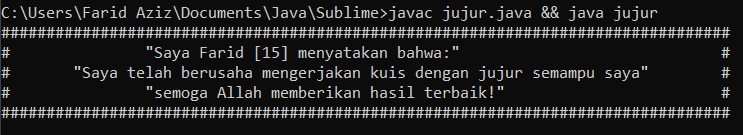 C:\Users\Farid Aziz\Documents\Java\Sublime>javac jujur.java && java jujur
#################################################################################
#               "Saya Farid [15] menyatakan bahwa:"                             #
#       "Saya telah berusaha mengerjakan kuis dengan jujur semampu saya"        #
#               "semoga Allah memberikan hasil terbaik!"                        #
#################################################################################